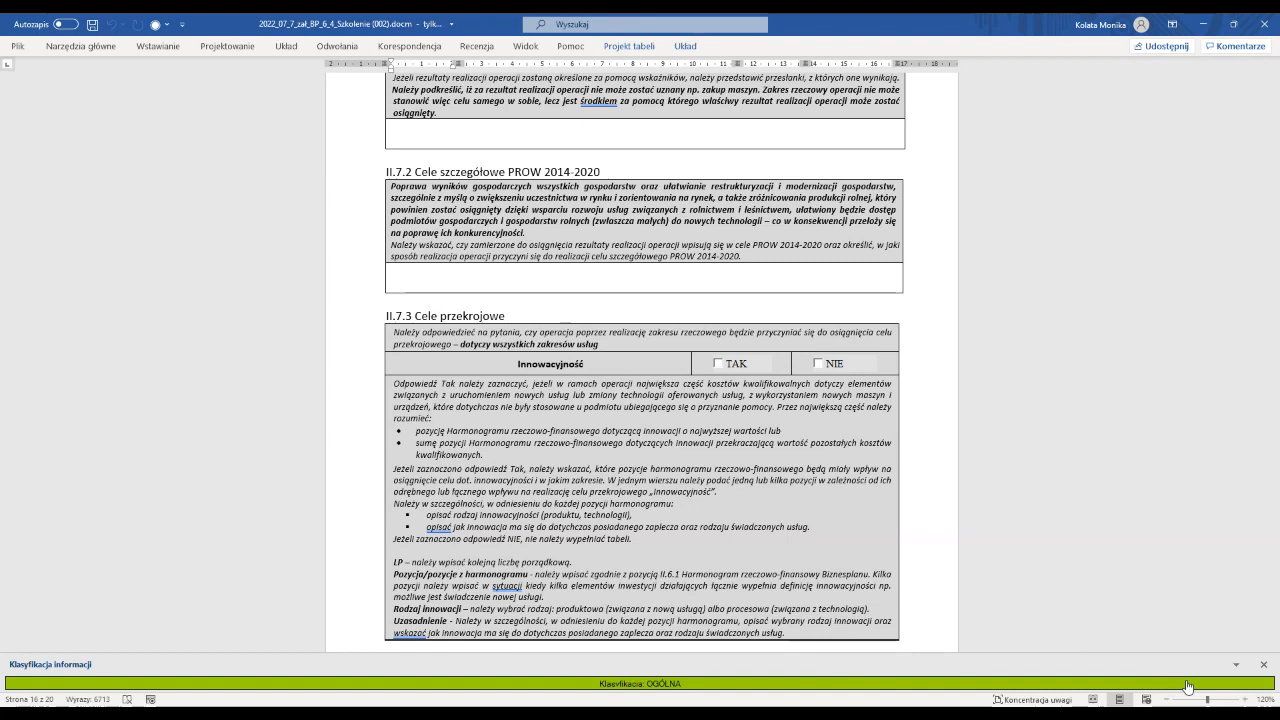 Autozapis
2022_07_7_zał_BP_6_4_Szkolenie (002).docm - tylk...
Wyszukaj
Kolata Monika
Plik Narzędzia główne Wstawianie Projektowanie Układ Odwołania Korespondencja Recenzja Widok Pomoc Projekt tabeli Układ Udostępnij Komentarze
2 1 1 2 3 4 5 6 7 8 9 10 11 12 13 14 15 16 17 18
Jeżeli rezultaty realizacji operacji zostaną określone za pomocą wskaźników, należy przedstawić przesłanki, z których one wynikają.
Należy podkreślić, iż za rezultat realizacji operacji nie może zostać uznany np. zakup maszyn. Zakres rzeczowy operacji nie może
stanowić więc celu samego w sobie, lecz jest środkiem za pomocą którego właściwy rezultat realizacji operacji może zostać
osiągnięty.
II.7.2 Cele szczegółowe PROW 2014-2020
Poprawa wyników gospodarczych wszystkich gospodarstw oraz ułatwianie restrukturyzacji i modernizacji gospodarstw,
szczególnie z myślą o zwiększeniu uczestnictwa w rynku i zorientowania na rynek, a także zróżnicowania produkcji rolnej, który
powinien zostać osiągnięty dzięki wsparciu rozwoju usług związanych z rolnictwem i leśnictwem, ułatwiony będzie dostęp
podmiotów gospodarczych i gospodarstw rolnych (zwłaszcza małych) do nowych technologii – co w konsekwencji przełoży się
na poprawę ich konkurencyjności.
Należy wskazać, czy zamierzone do osiągnięcia rezultaty realizacji operacji wpisują się w cele PROW 2014-2020 oraz określić, w jaki
sposób realizacja operacji przyczyni się do realizacji celu szczegółowego PROW 2014-2020.
II.7.3 Cele przekrojowe
Należy odpowiedzieć na pytania, czy operacja poprzez realizację zakresu rzeczowego będzie przyczyniać się do osiągnięcia celu
przekrojowego – dotyczy wszystkich zakresów usług
Innowacyjność TAK NIE
Odpowiedź Tak należy zaznaczyć, jeżeli w ramach operacji największa część kosztów kwalifikowalnych dotyczy elementów
związanych z uruchomieniem nowych usług lub zmiany technologii oferowanych usług, z wykorzystaniem nowych maszyn i
urządzeń, które dotychczas nie były stosowane u podmiotu ubiegającego się o przyznanie pomocy. Przez największą część należy
rozumieć:
• pozycję Harmonogramu rzeczowo-finansowego dotyczącą innowacji o najwyższej wartości lub
• sumę pozycji Harmonogramu rzeczowo-finansowego dotyczących innowacji przekraczającą wartość pozostałych kosztów
kwalifikowanych.
Jeżeli zaznaczono odpowiedź Tak, należy wskazać, które pozycje harmonogramu rzeczowo-finansowego będą miały wpływ na
osiągnięcie celu dot. innowacyjności i w jakim zakresie. W jednym wierszu należy podać jedną lub kilka pozycji w zależności od ich
odrębnego lub łącznego wpływu na realizację celu przekrojowego „Innowacyjność”.
Należy w szczególności, w odniesieniu do każdej pozycji harmonogramu:
▪ opisać rodzaj innowacyjności (produktu, technologii),
▪ opisać jak innowacja ma się do dotychczas posiadanego zaplecza oraz rodzaju świadczonych usług.
Jeżeli zaznaczono odpowiedź NIE, nie należy wypełniać tabeli.
LP – należy wpisać kolejną liczbę porządkową.
Pozycja/pozycje z harmonogramu - należy wpisać zgodnie z pozycją II.6.1 Harmonogram rzeczowo-finansowy Biznesplanu. Kilka
pozycji należy wpisać w sytuacji kiedy kilka elementów inwestycji działających łącznie wypełnia definicję innowacyjności np.
możliwe jest świadczenie nowej usługi.
Rodzaj innowacji – należy wybrać rodzaj: produktowa (związana z nową usługą) albo procesowa (związana z technologią).
Uzasadnienie - Należy w szczególności, w odniesieniu do każdej pozycji harmonogramu, opisać wybrany rodzaj innowacji oraz
wskazać jak innowacja ma się do dotychczas posiadanego zaplecza oraz rodzaju świadczonych usług.
Klasyfikacja informacji
Klasyfikacja: OGÓLNA
Strona 16 z 20 Wyrazy: 6713 Koncentracja uwagi 120%